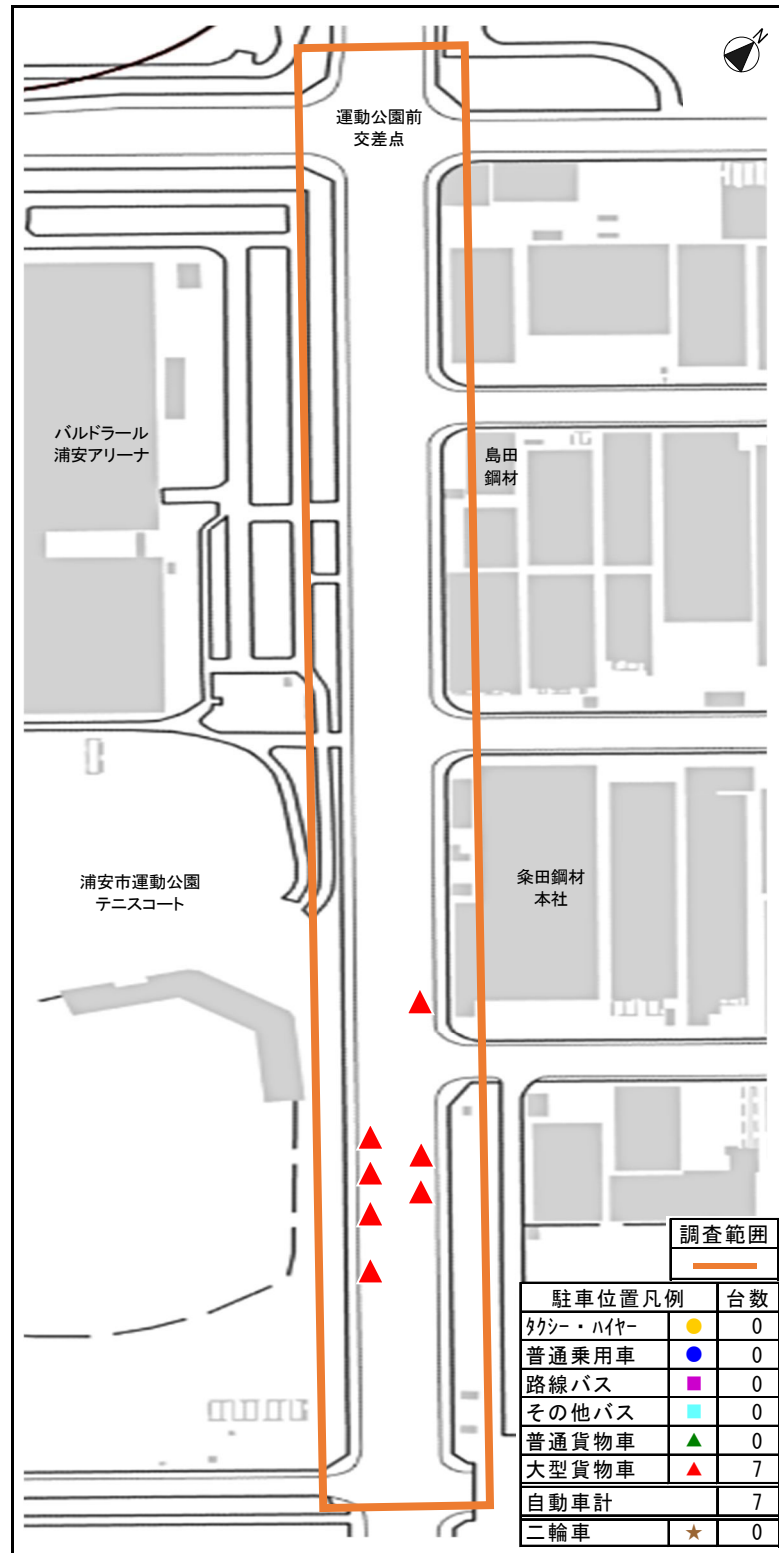 N
運動公園前
交差点
バルドラール
浦安アリーナ
島田
鋼材
浦安市運動公園
テニスコート
粂田鋼材
本社
調査範囲
駐車位置凡例 台数
ﾀｸｼｰ・ﾊｲﾔｰ 0
普通乗用車 0
路線バス 0
その他バス 0
普通貨物車 0
大型貨物車 7
自動車計 7
二輪車 0